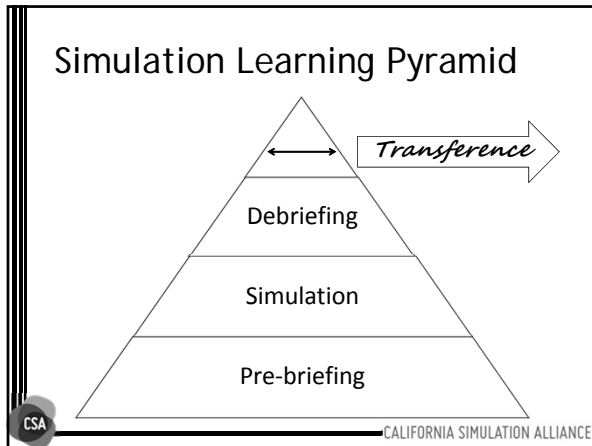 Simulation Learning Pyramid
Transference
Debriefing
Simulation
Pre-briefing
CSA
CALIFORNIA SIMULATION ALLIANCE